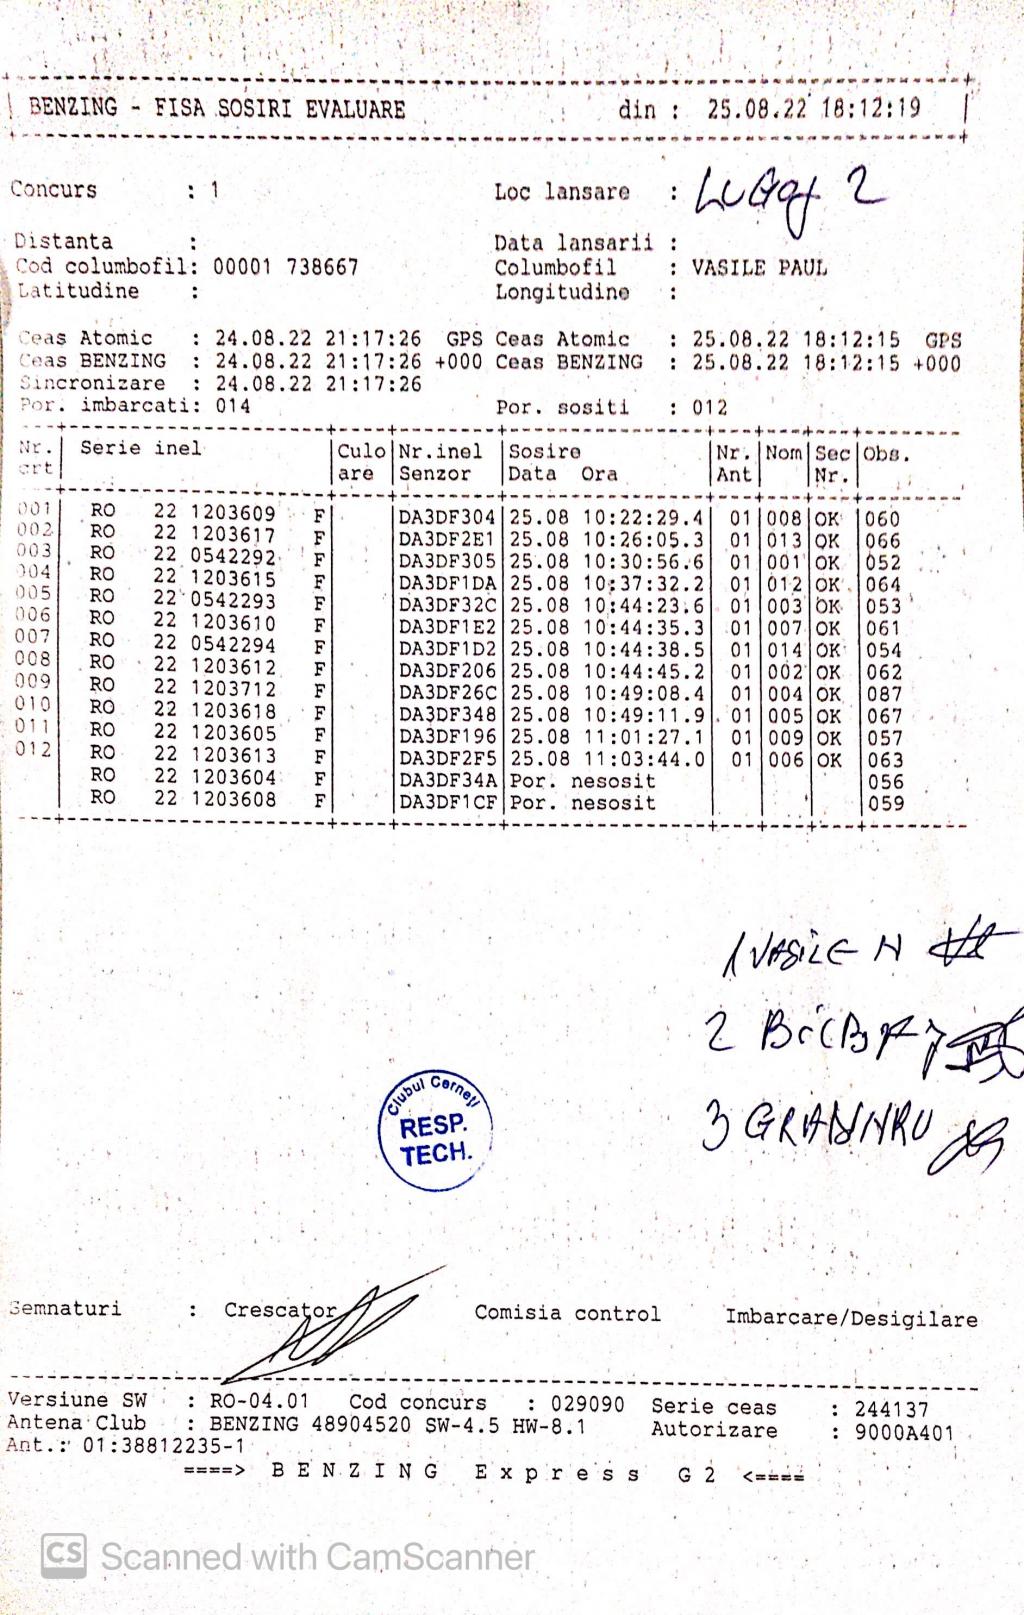 BENZING - FISA SOSIRI EVALUARE din : 25.08.22 18:12:19
Concurs : 1 Loc lansare : LUGOJ 2
Distanta : Data lansarii :
Cod columbofil: 00001 738667 Columbofil : VASILE PAUL
Latitudine : Longitudine :
Ceas Atomic : 24.08.22 21:17:26 GPS Ceas Atomic : 25.08.22 18:12:15 GPS
Ceas BENZING : 24.08.22 21:17:26 +000 Ceas BENZING : 25.08.22 18:12:15 +000
Sincronizare : 24.08.22 21:17:26
Por. imbarcati: 014 Por. sositi : 012
Nr. Serie inel Culo Nr.inel Sosire Nr. Nom Sec Obs.
crt are Senzor Data Ora Ant Nr.
001 RO 22 1203609 F DA3DF304 25.08 10:22:29.4 01 008 OK 060
002 RO 22 1203617 F DA3DF2E1 25.08 10:26:05.3 01 013 OK 066
003 RO 22 0542292 F DA3DF305 25.08 10:30:56.6 01 001 OK 052
004 RO 22 1203615 F DA3DF1DA 25.08 10:37:32.2 01 012 OK 064
005 RO 22 0542293 F DA3DF32C 25.08 10:44:23.6 01 003 OK 053
006 RO 22 1203610 F DA3DF1E2 25.08 10:44:35.3 01 007 OK 061
007 RO 22 0542294 F DA3DF1D2 25.08 10:44:38.5 01 014 OK 054
008 RO 22 1203612 F DA3DF206 25.08 10:44:45.2 01 002 OK 062
009 RO 22 1203712 F DA3DF26C 25.08 10:49:08.4 01 004 OK 087
010 RO 22 1203618 F DA3DF348 25.08 10:49:11.9 01 005 OK 067
011 RO 22 1203605 F DA3DF196 25.08 11:01:27.1 01 009 OK 057
012 RO 22 1203613 F DA3DF2F5 25.08 11:03:44.0 01 006 OK 063
RO 22 1203604 F DA3DF34A Por. nesosit 056
RO 22 1203608 F DA3DF1CF Por. nesosit 059
1 VASILE N
2
3
Clubul Cerneți
RESP.
TECH.
Semnaturi : Crescator Comisia control Imbarcare/Desigilare
Versiune SW : RO-04.01 Cod concurs : 029090 Serie ceas : 244137
Antena Club : BENZING 48904520 SW-4.5 HW-8.1 Autorizare : 9000A401
Ant.: 01:38812235-1
====> B E N Z I N G E x p r e s s G 2 <====
CS Scanned with CamScanner